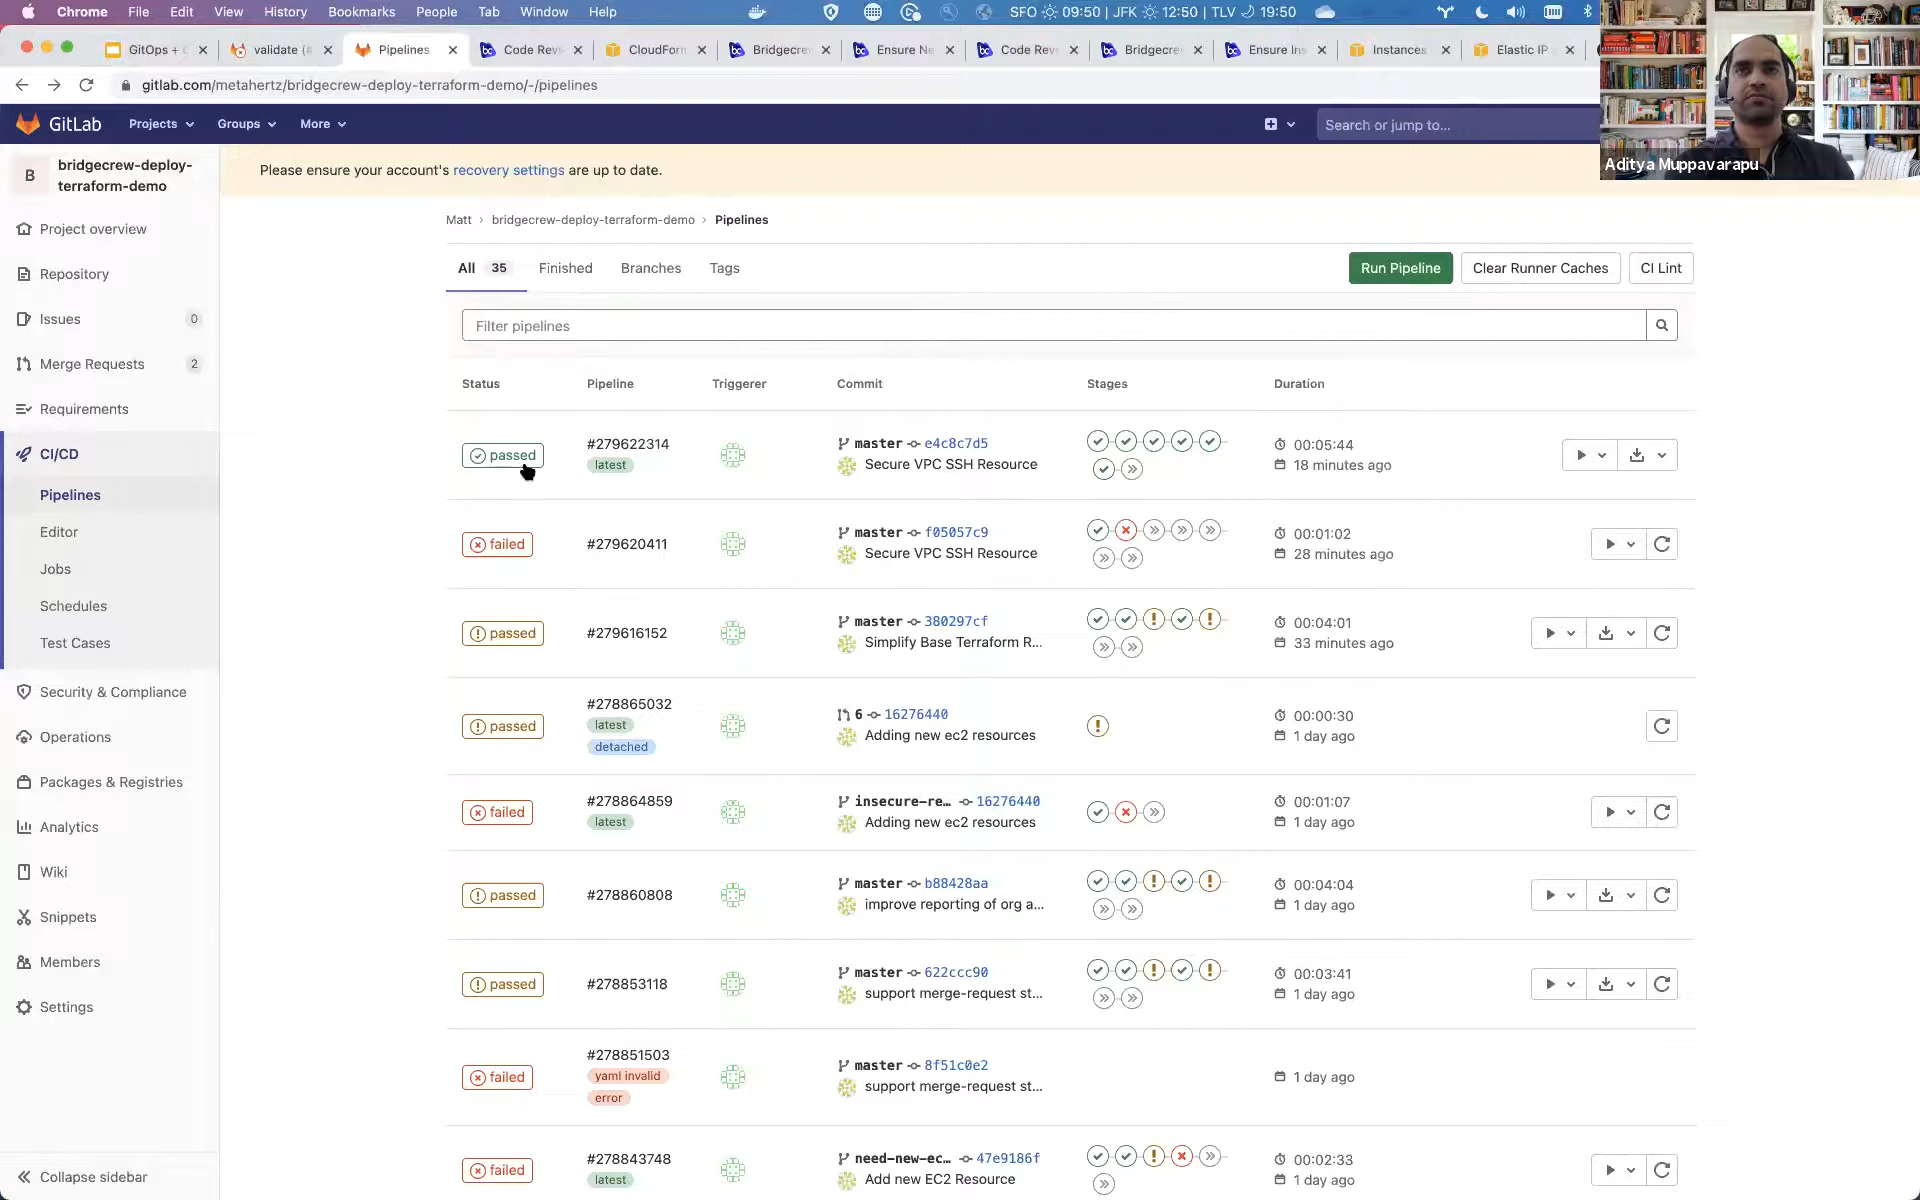 Chrome File Edit View History Bookmarks People Tab Window Help SFO 09:50 | JFK 12:50 | TLV 19:50
GitOps + validate (# Pipelines Code Rev CloudForm Bridgecre Ensure Ne Code Rev Bridgecre Ensure Ins Instances Elastic IP
gitlab.com/metahertz/bridgecrew-deploy-terraform-demo/-/pipelines
GitLab Projects Groups More Search or jump to...
Aditya Muppavarapu
B bridgecrew-deploy-
terraform-demo
Project overview
Repository
Issues 0
Merge Requests 2
Requirements
CI/CD
Pipelines
Editor
Jobs
Schedules
Test Cases
Security & Compliance
Operations
Packages & Registries
Analytics
Wiki
Snippets
Members
Settings
Collapse sidebar
Please ensure your account's recovery settings are up to date.
Matt › bridgecrew-deploy-terraform-demo › Pipelines
All 35 Finished Branches Tags Run Pipeline Clear Runner Caches CI Lint
Filter pipelines
Status Pipeline Triggerer Commit Stages Duration
passed #279622314 master e4c8c7d5 00:05:44
latest Secure VPC SSH Resource 18 minutes ago
failed #279620411 master f05057c9 00:01:02
Secure VPC SSH Resource 28 minutes ago
passed #279616152 master 380297cf 00:04:01
Simplify Base Terraform R... 33 minutes ago
passed #278865032 6 16276440 00:00:30
latest Adding new ec2 resources 1 day ago
detached
failed #278864859 insecure-re... 16276440 00:01:07
latest Adding new ec2 resources 1 day ago
passed #278860808 master b88428aa 00:04:04
improve reporting of org a... 1 day ago
passed #278853118 master 622ccc90 00:03:41
support merge-request st... 1 day ago
failed #278851503 master 8f51c0e2 1 day ago
yaml invalid support merge-request st...
error
failed #278843748 need-new-ec... 47e9186f 00:02:33
latest Add new EC2 Resource 1 day ago